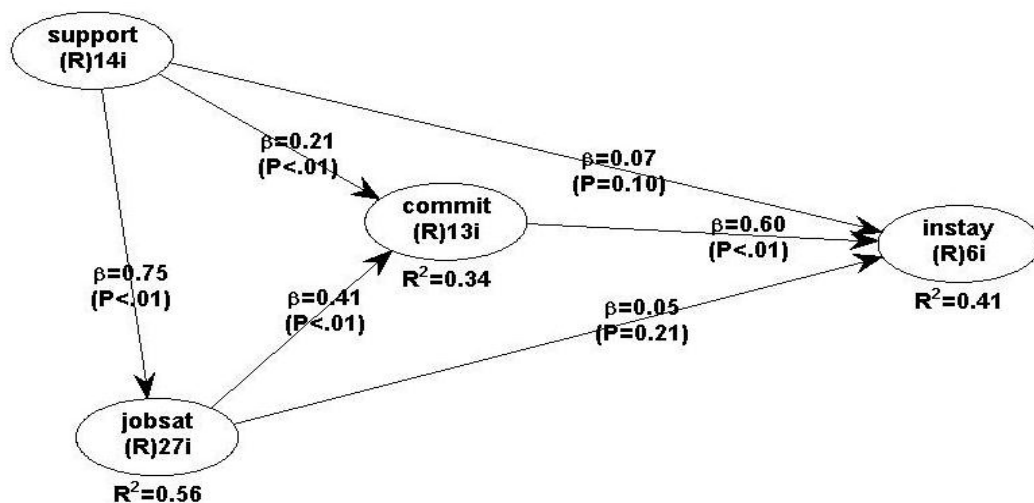 support
(R)14i
β=0.21
(P<.01)
β=0.07
(P=0.10)
commit
(R)13i
R²=0.34
β=0.60
(P<.01)
instay
(R)6i
R²=0.41
β=0.75
(P<.01)
β=0.41
(P<.01)
β=0.05
(P=0.21)
jobsat
(R)27i
R²=0.56